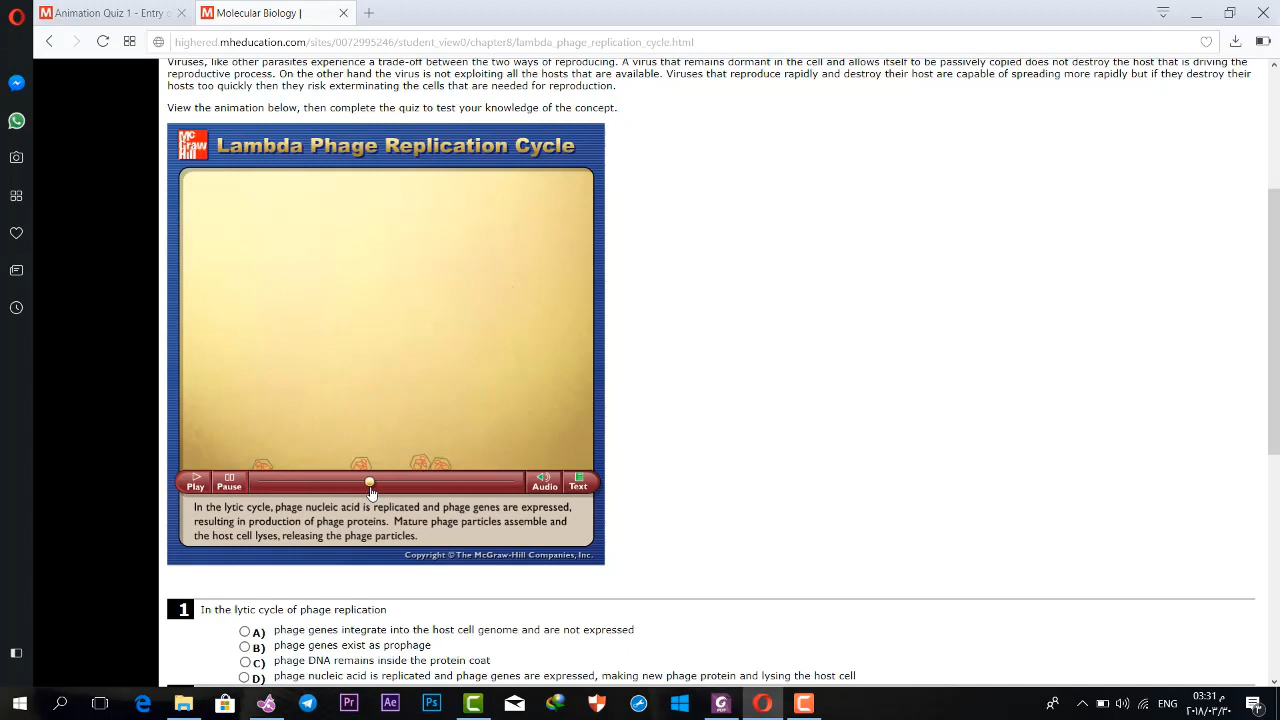 Animation Quiz 1 - Entry o
Molecular Biology |
highered.mheducation.com/sites/0072995246/student_view0/chapter8/lambda_phage_replication_cycle.html
Viruses, like other parasites experience a trade-off between the two ways of reproducing. A virus that remains dormant in the cell and allows itself to be passively copied does not destroy the host that is driving the
reproductive process. On the other hand the virus is not exploiting all the hosts that are available. Viruses that reproduce rapidly and destroy their host are capable of spreading more rapidly but if they destroy their
hosts too quickly then they risk exterminating the cells that are needed for reproduction.
View the animation below, then complete the quiz to test your knowledge of the concept.
Mc
Graw
Hill
Lambda Phage Replication Cycle
Play
Pause
Audio
Text
In the lytic cycle, phage nucleic acid is replicated and phage genes are expressed,
resulting in production of phage proteins. Mature phage particles assemble and
the host cell lyses, releasing the phage particles.
Copyright © The McGraw-Hill Companies, Inc.
1 In the lytic cycle of phage replication
A) phage genes integrate into the host cell genome and are not expressed
B) phage genes exist as prophage
C) phage DNA remains inside the protein coat
D) phage nucleic acid is replicated and phage genes are expressed, making new phage protein and lysing the host cell
Pr
Ae
Ps
ENG